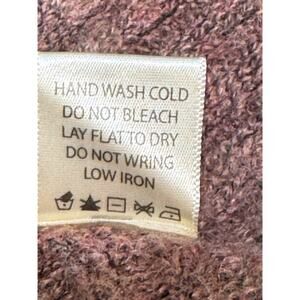 HAND WASH COLD
DO NOT BLEACH
LAY FLAT TO DRY
DO NOT WRING
LOW IRON